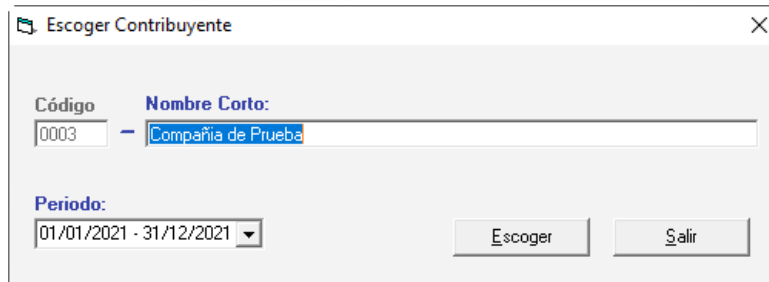 Escoger Contribuyente
Código Nombre Corto:
0003 - Compañia de Prueba
Periodo:
01/01/2021 - 31/12/2021 Escoger Salir